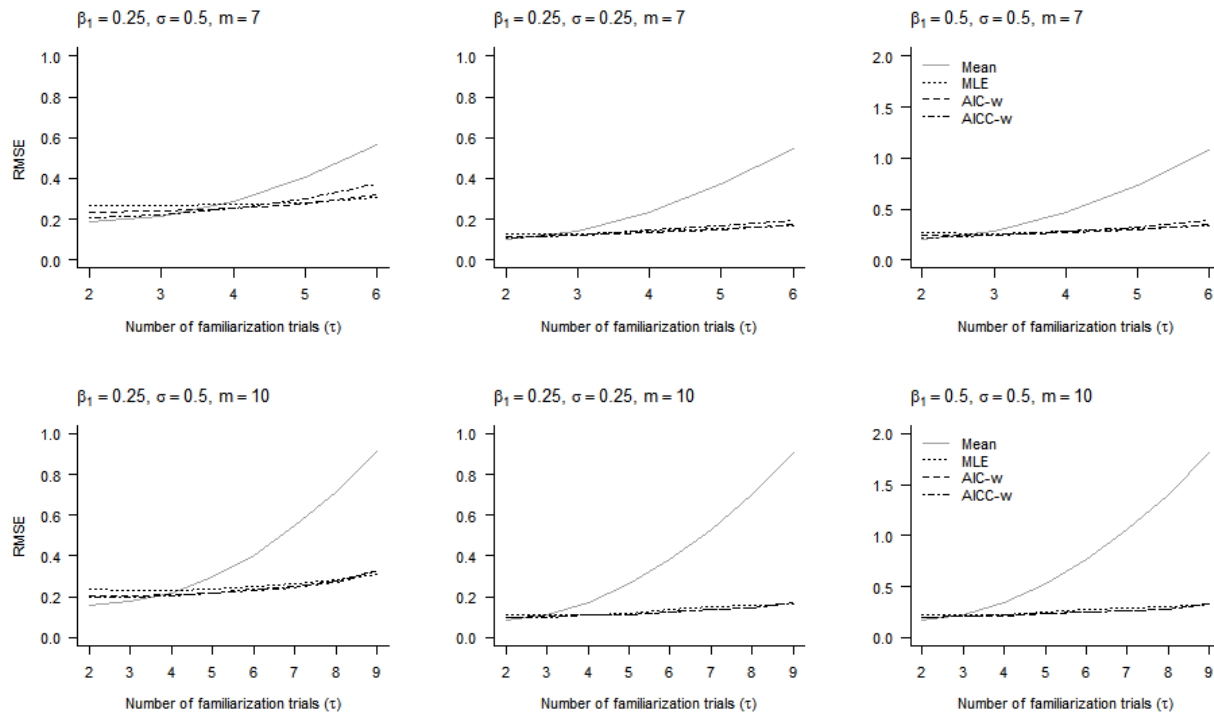 β₁ = 0.25, σ = 0.5, m = 7
1.0
0.8
0.6
0.4
0.2
0.0
RMSE
2 3 4 5 6
Number of familiarization trials (τ)
β₁ = 0.25, σ = 0.25, m = 7
1.0
0.8
0.6
0.4
0.2
0.0
2 3 4 5 6
Number of familiarization trials (τ)
β₁ = 0.5, σ = 0.5, m = 7
2.0
1.5
1.0
0.5
0.0
Mean
MLE
AIC-w
AICC-w
2 3 4 5 6
Number of familiarization trials (τ)
β₁ = 0.25, σ = 0.5, m = 10
1.0
0.8
0.6
0.4
0.2
0.0
RMSE
2 3 4 5 6 7 8 9
Number of familiarization trials (τ)
β₁ = 0.25, σ = 0.25, m = 10
1.0
0.8
0.6
0.4
0.2
0.0
2 3 4 5 6 7 8 9
Number of familiarization trials (τ)
β₁ = 0.5, σ = 0.5, m = 10
2.0
1.5
1.0
0.5
0.0
Mean
MLE
AIC-w
AICC-w
2 3 4 5 6 7 8 9
Number of familiarization trials (τ)